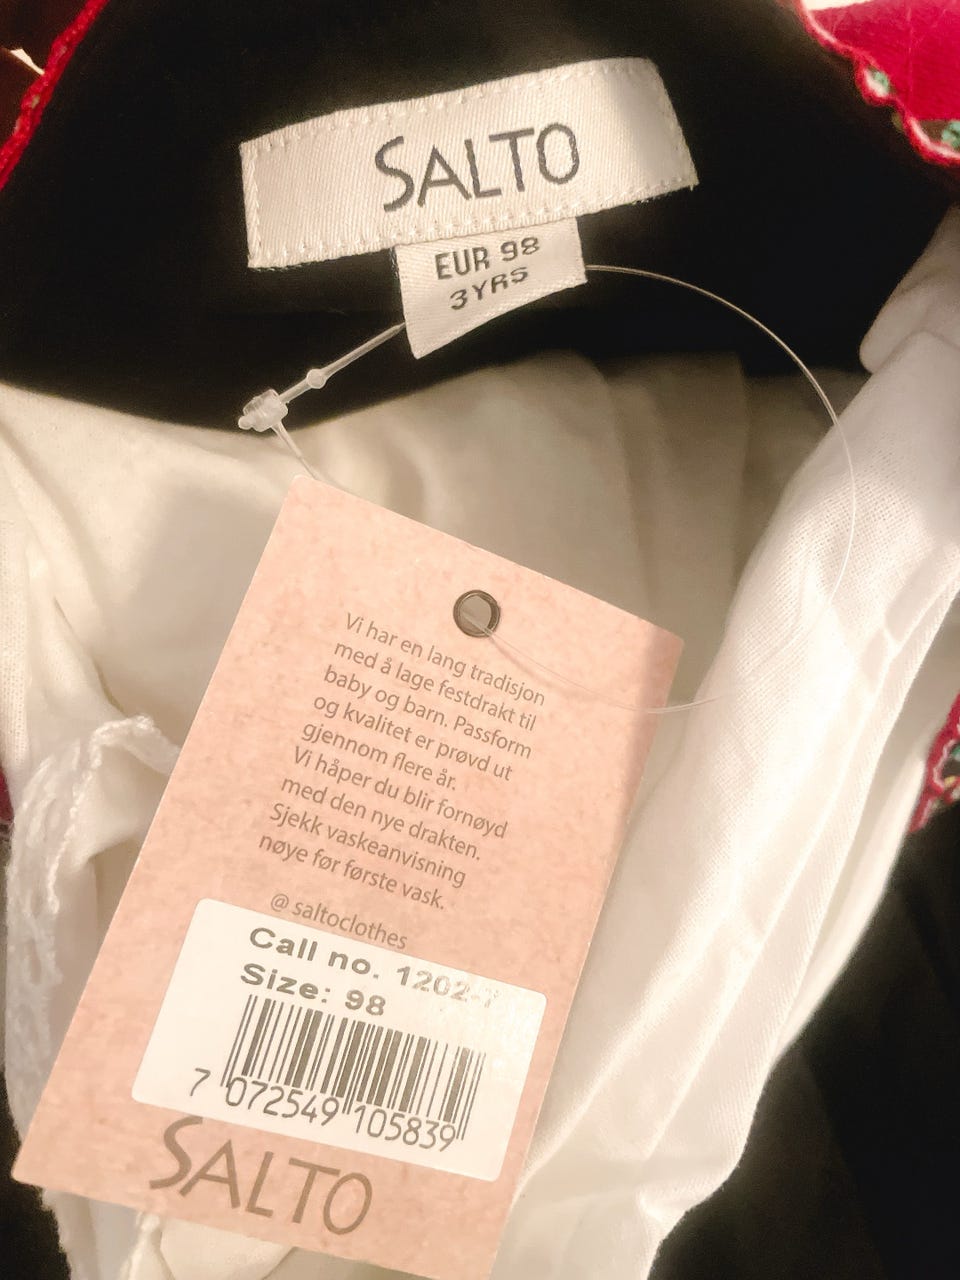 SALTO
EUR 98
3YRS
Vi har en lang tradisjon
med å lage festdrakt til
baby og barn. Passform
og kvalitet er prøvd ut
gjennom flere år.
Vi håper du blir fornøyd
med den nye drakten.
Sjekk vaskeanvisning
nøye før første vask.
@ saltoclothes
Call no. 1202-
Size: 98
7 072549 105839
SALTO